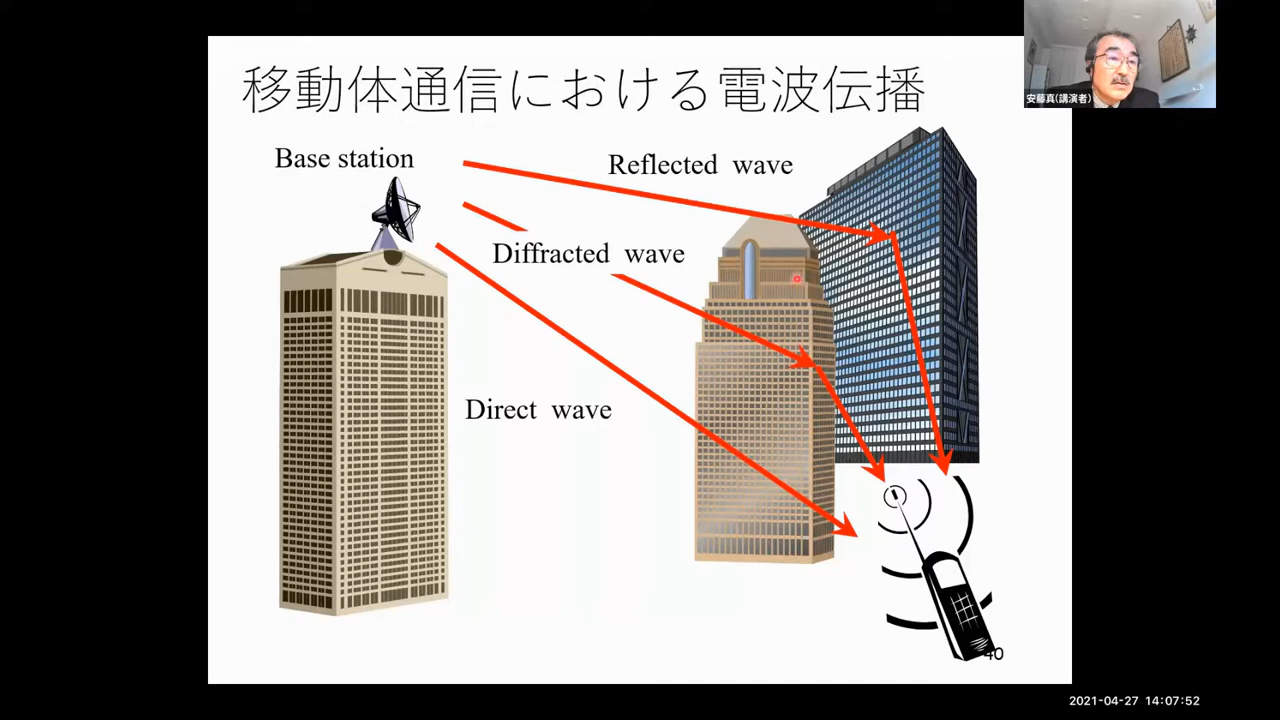 移動体通信における電波伝播
安藤真(講演者)
Base station
Reflected wave
Diffracted wave
Direct wave
40
2021-04-27 14:07:52